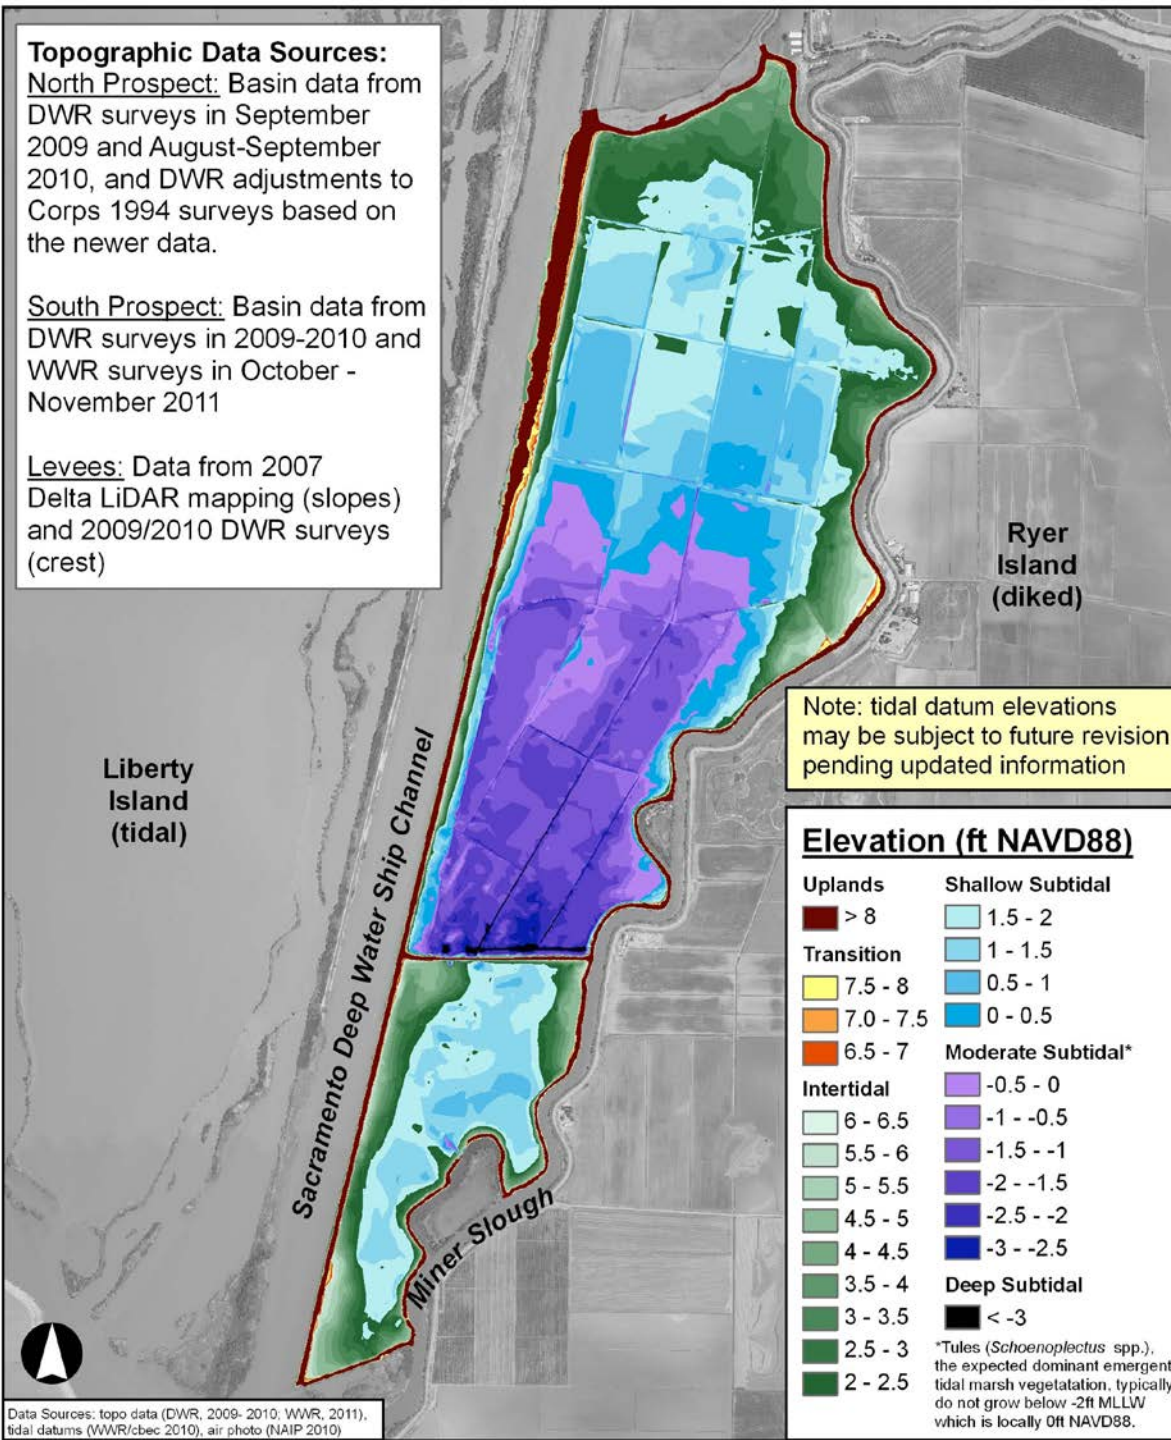 Topographic Data Sources:
North Prospect: Basin data from
DWR surveys in September
2009 and August-September
2010, and DWR adjustments to
Corps 1994 surveys based on
the newer data.
South Prospect: Basin data from
DWR surveys in 2009-2010 and
WWR surveys in October -
November 2011
Levees: Data from 2007
Delta LiDAR mapping (slopes)
and 2009/2010 DWR surveys
(crest)
Ryer
Island
(diked)
Liberty
Island
(tidal)
Sacramento Deep Water Ship Channel
Miner Slough
Note: tidal datum elevations
may be subject to future revision
pending updated information
Elevation (ft NAVD88)
Uplands
> 8
Transition
7.5 - 8
7.0 - 7.5
6.5 - 7
Intertidal
6 - 6.5
5.5 - 6
5 - 5.5
4.5 - 5
4 - 4.5
3.5 - 4
3 - 3.5
2.5 - 3
2 - 2.5
Shallow Subtidal
1.5 - 2
1 - 1.5
0.5 - 1
0 - 0.5
Moderate Subtidal*
-0.5 - 0
-1 - -0.5
-1.5 - -1
-2 - -1.5
-2.5 - -2
-3 - -2.5
Deep Subtidal
< -3
*Tules (Schoenoplectus spp.),
the expected dominant emergent
tidal marsh vegetatation, typically
do not grow below -2ft MLLW
which is locally 0ft NAVD88.
Data Sources: topo data (DWR, 2009- 2010; WWR, 2011),
tidal datums (WWR/cbec 2010), air photo (NAIP 2010)